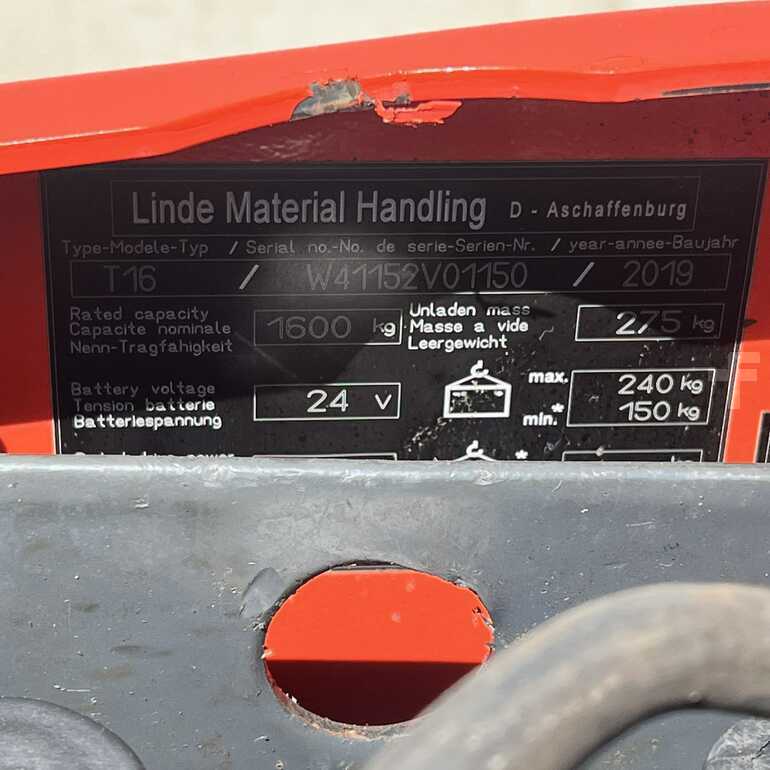 Linde Material Handling D - Aschaffenburg
Type-Modele-Typ / Serial no.-No. de serie-Serien-Nr. / year-annee-Baujahr
T16 / W41152V01150 / 2019
Rated capacity
Capacite nominale
Nenn-Tragfähigkeit
1600 kg
Unladen mass
Masse a vide
Leergewicht
275 kg
Battery voltage
Tension batterie
Batteriespannung
24 V
max. 240 kg
min.* 150 kg